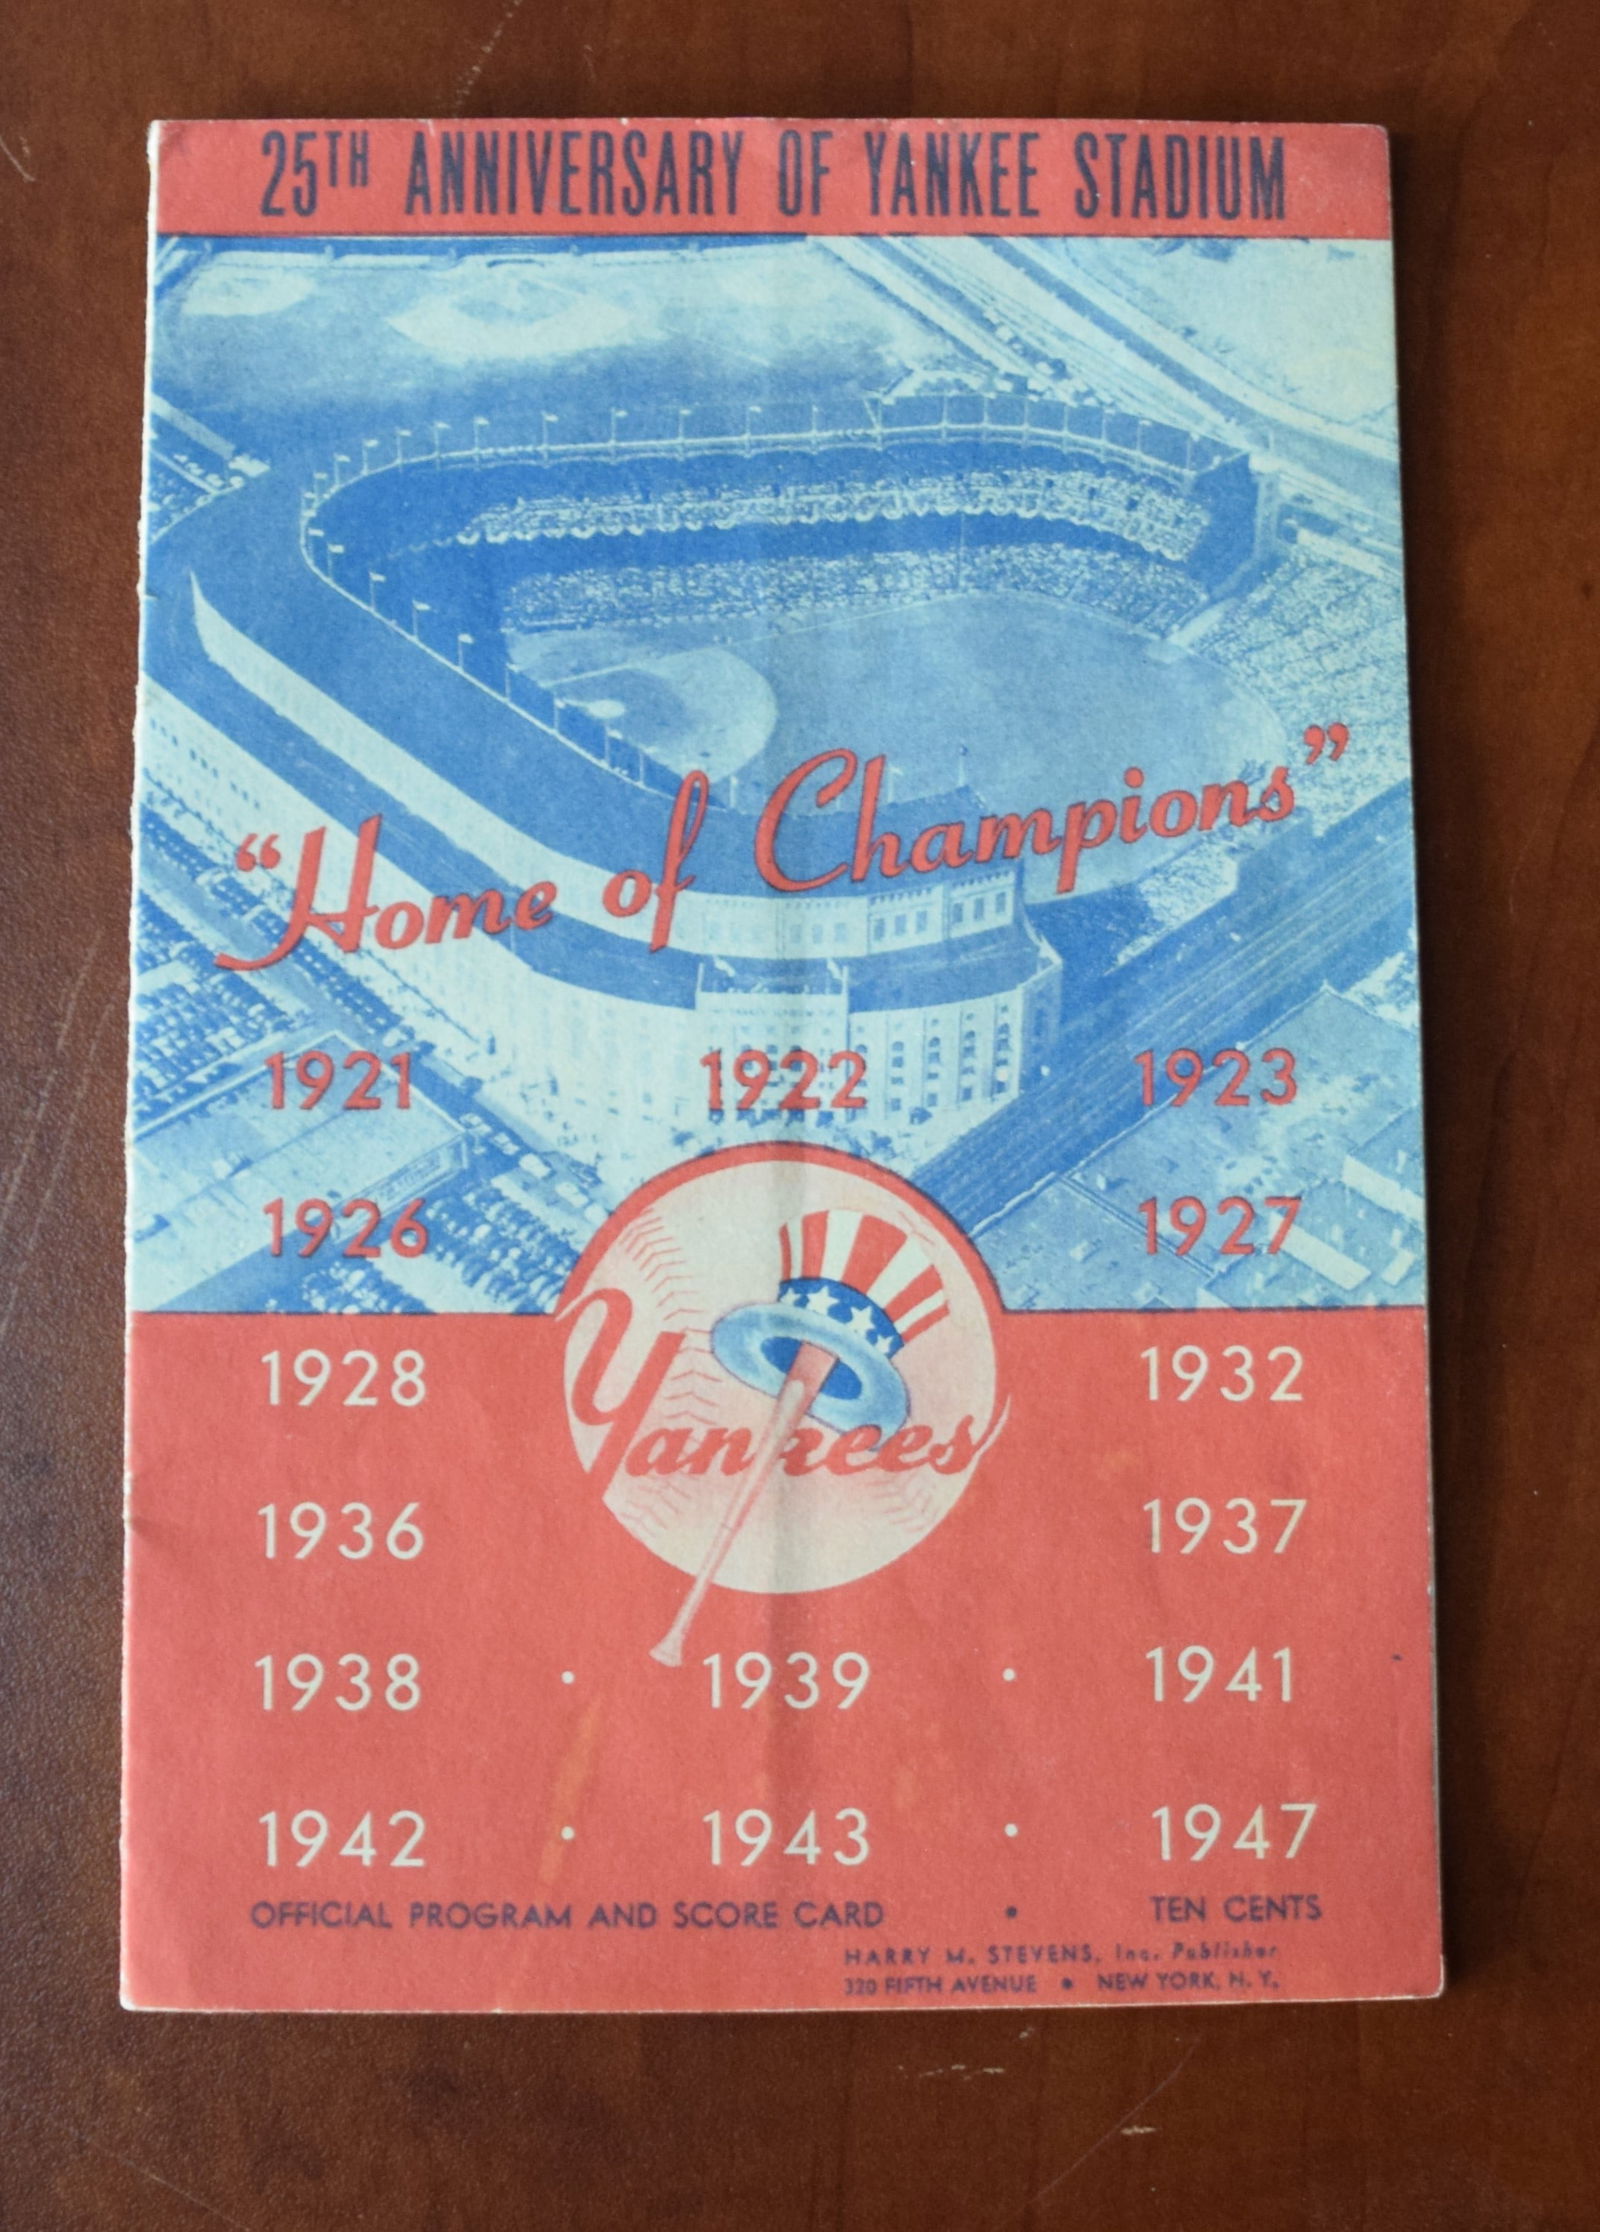 25TH ANNIVERSARY OF YANKEE STADIUM
“Home of Champions”
1921 1922 1923
1926 1927
Yankees
1928 1932
1936 1937
1938 • 1939 • 1941
1942 • 1943 • 1947
OFFICIAL PROGRAM AND SCORE CARD • TEN CENTS
HARRY M. STEVENS, Inc. Publisher
320 FIFTH AVENUE • NEW YORK, N. Y.